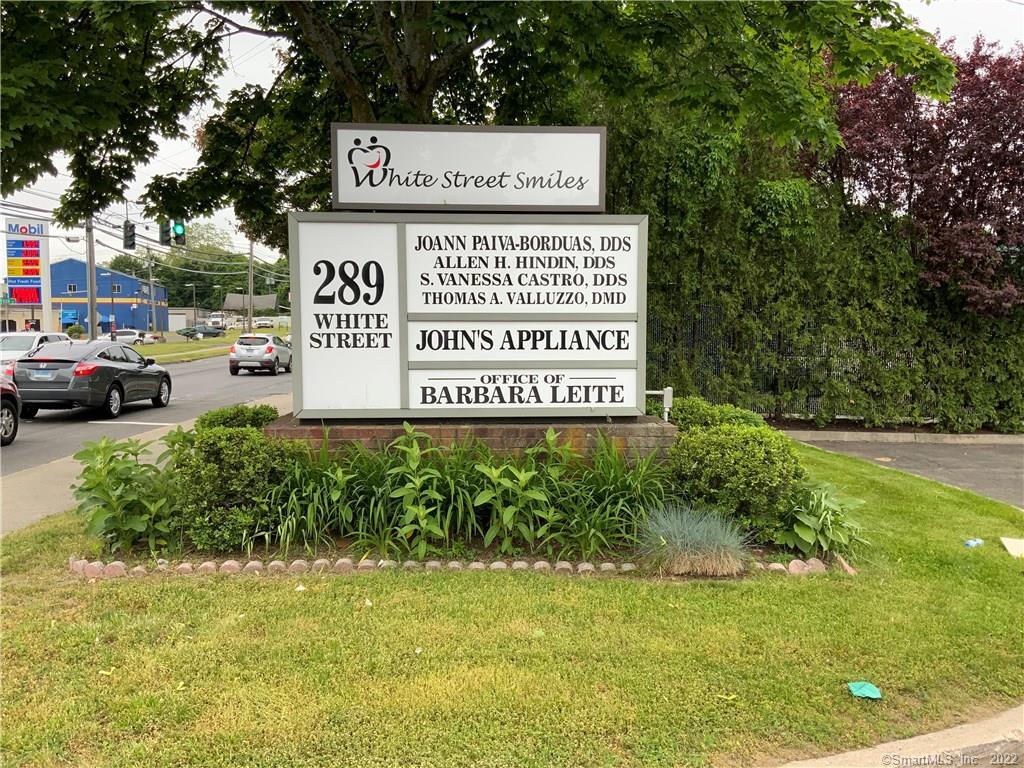 White Street Smiles
289
WHITE
STREET
JOANN PAIVA-BORDUAS, DDS
ALLEN H. HINDIN, DDS
S. VANESSA CASTRO, DDS
THOMAS A. VALLUZZO, DMD
JOHN'S APPLIANCE
OFFICE OF
BARBARA LEITE
Mobil
©SmartMLS, Inc 2022